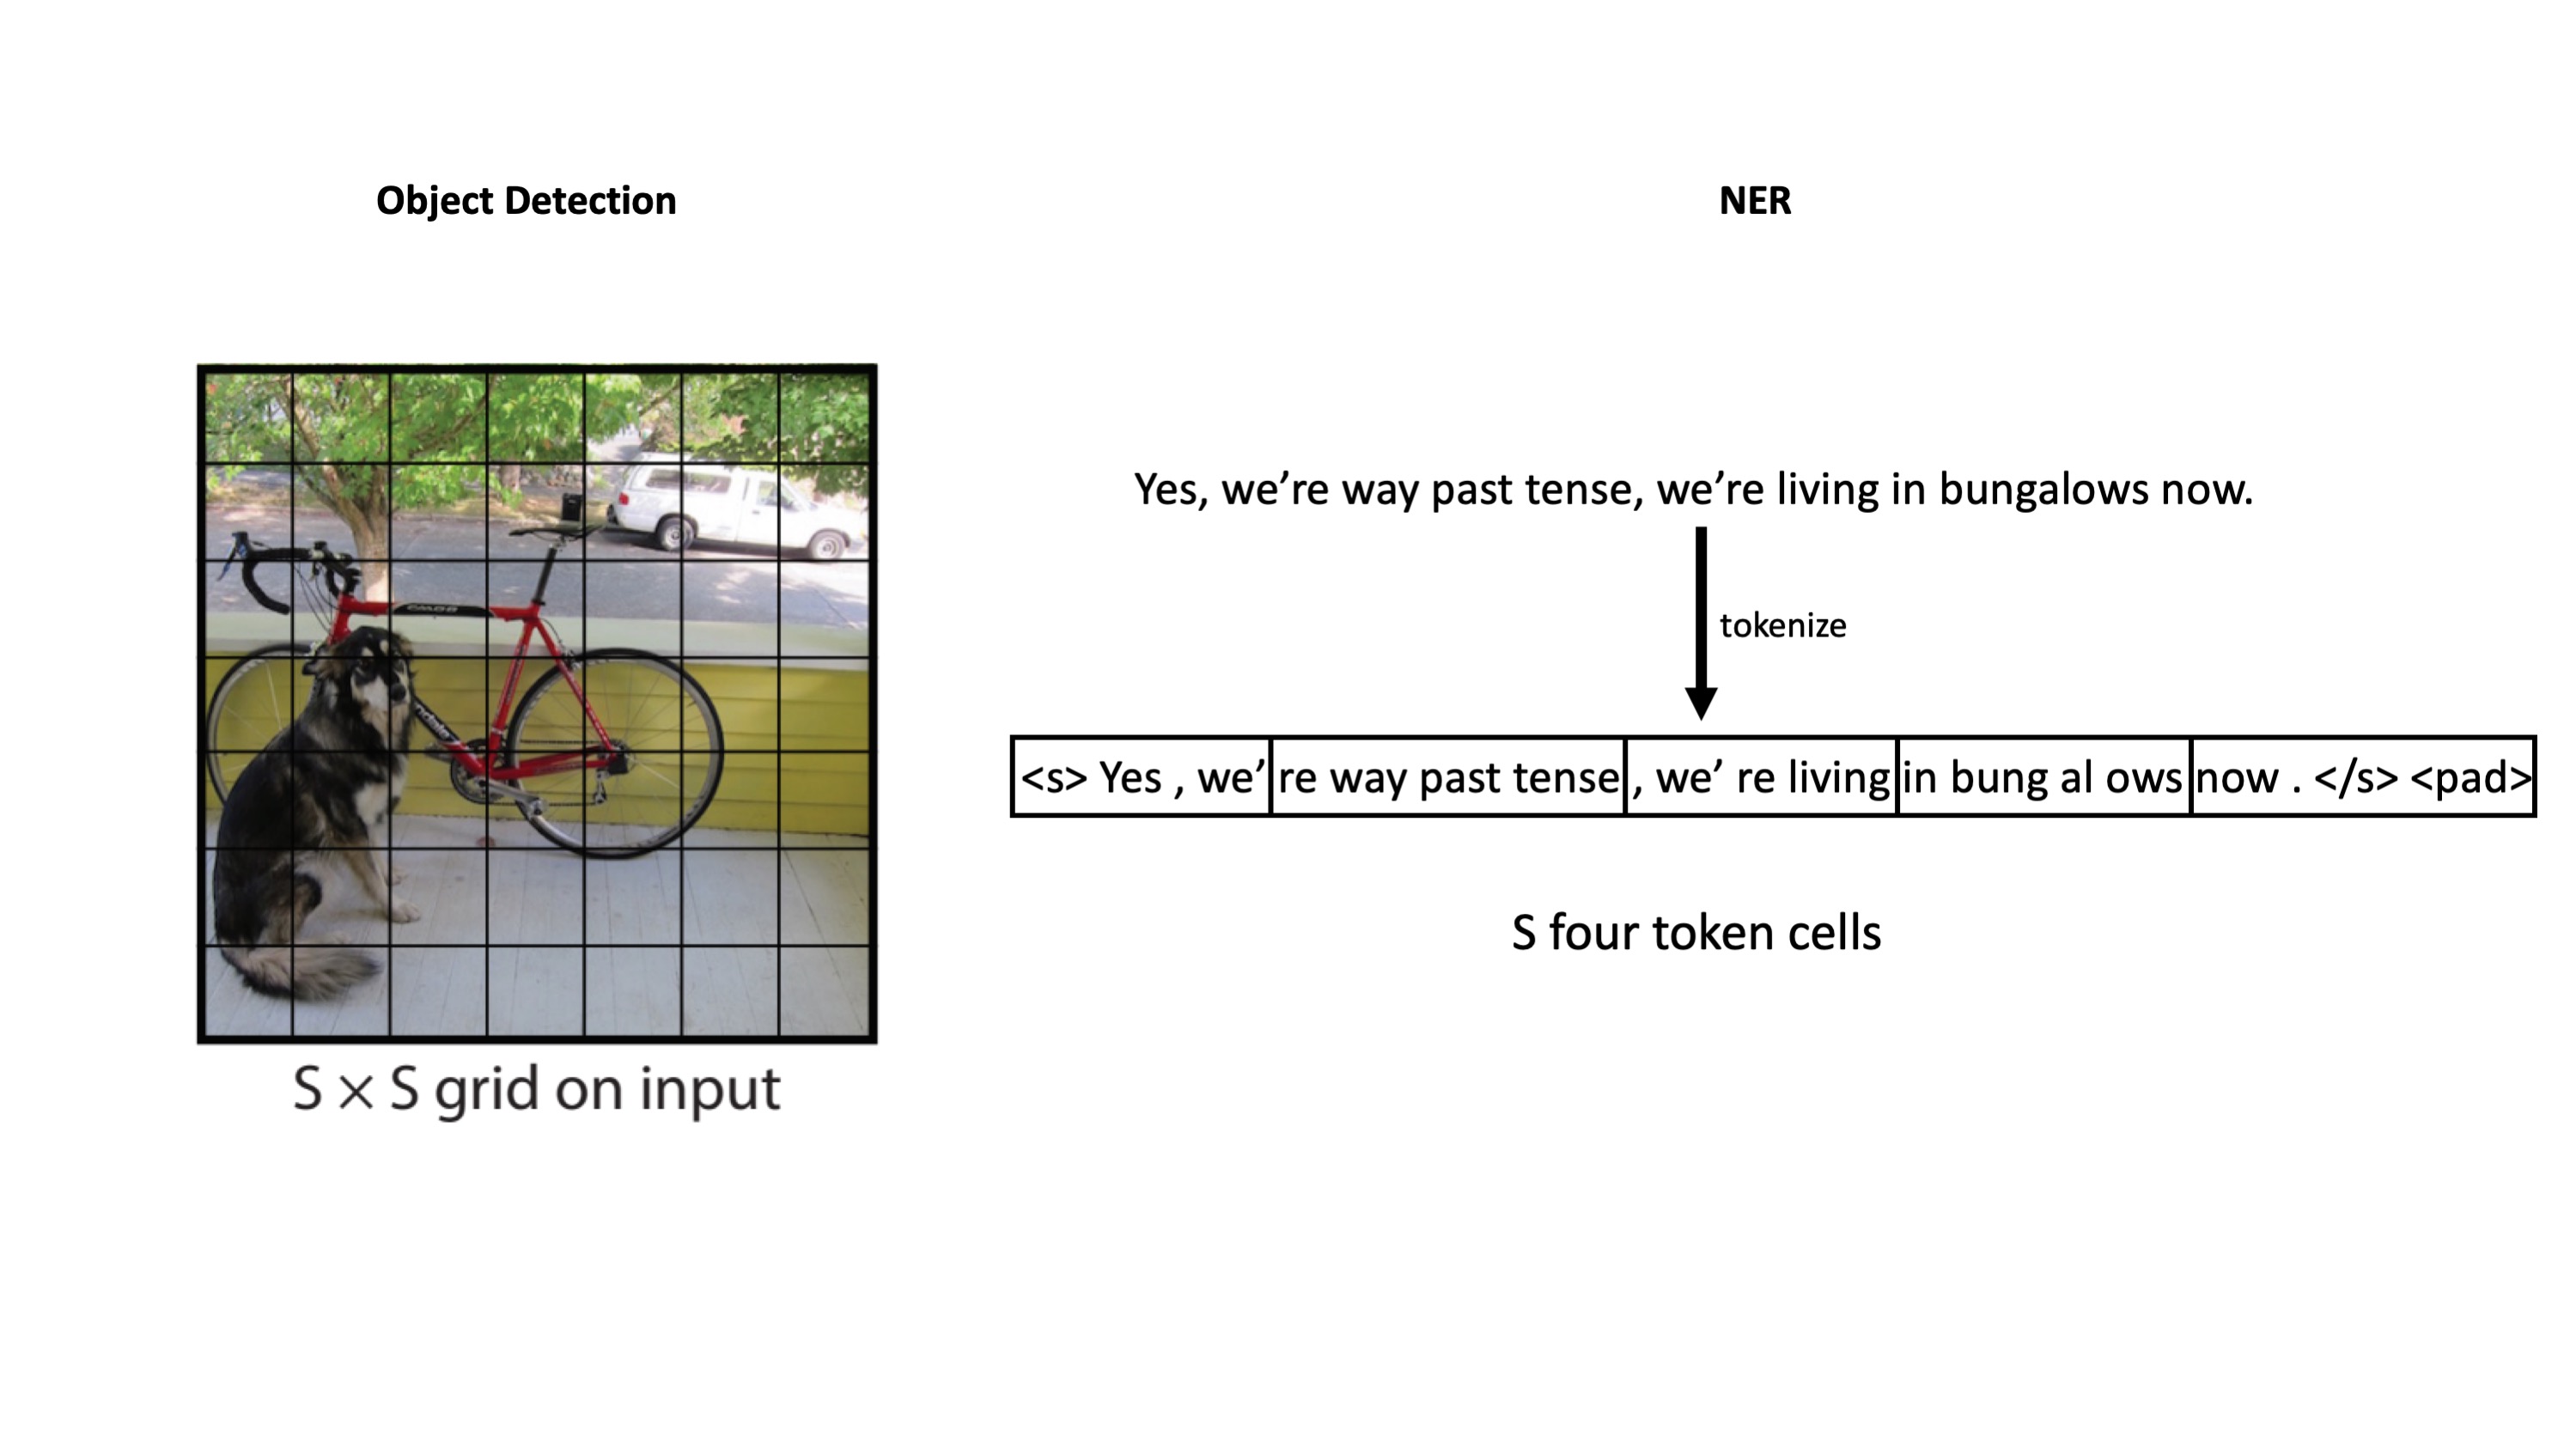 Object Detection
NER
Yes, we’re way past tense, we’re living in bungalows now.
tokenize
<s> Yes , we’ re way past tense , we’ re living in bung al ows now . </s> <pad>
S four token cells
S × S grid on input